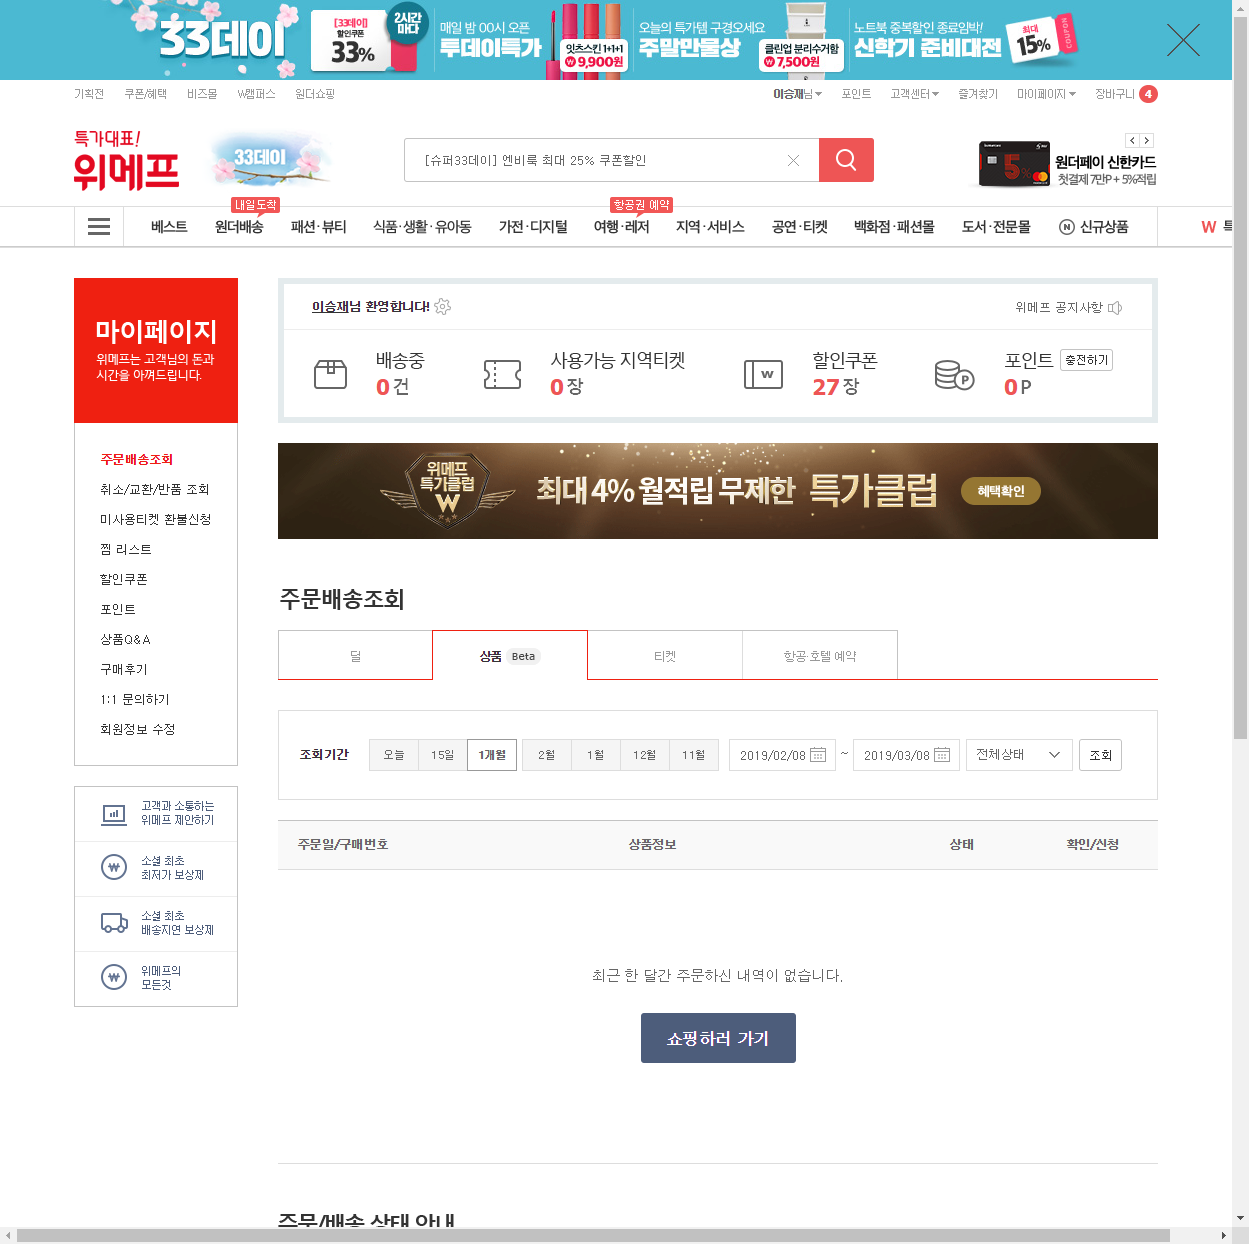 33데이
[33데이]
할인쿠폰
33%
2시간
마다
매일 밤 00시 오픈
투데이특가
잇츠스킨 1+1+1
₩9,900원
오늘의 특가템 구경오세요
주말만물상
클린업 분리수거함
₩7,500원
노트북 중복할인 종료임박!
신학기 준비대전
최대
15%
COUPON
기획전
쿠폰/혜택
비즈몰
W캠퍼스
원더쇼핑
이승재님
포인트
고객센터
즐겨찾기
마이페이지
장바구니 4
특가대표!
위메프
33데이
[슈퍼33데이] 엔비룩 최대 25% 쿠폰할인
5%
원더페이 신한카드
첫결제 7만P + 5%적립
내일도착
항공권 예약
베스트
원더배송
패션·뷰티
식품·생활·유아동
가전·디지털
여행·레저
지역·서비스
공연·티켓
백화점·패션몰
도서·전문몰
N 신규상품
W 특
마이페이지
위메프는 고객님의 돈과
시간을 아껴드립니다.
주문배송조회
취소/교환/반품 조회
미사용티켓 환불신청
찜 리스트
할인쿠폰
포인트
상품Q&A
구매후기
1:1 문의하기
회원정보 수정
고객과 소통하는
위메프 제안하기
소셜 최초
최저가 보상제
소셜 최초
배송지연 보상제
위메프의
모든것
이승재님 환영합니다!
위메프 공지사항
배송중
0건
사용가능 지역티켓
0장
W
할인쿠폰
27장
P
포인트 충전하기
0P
위메프
특가클럽
W
최대 4% 월적립 무제한 특가클럽
혜택확인
주문배송조회
딜
상품 Beta
티켓
항공·호텔 예약
조회기간
오늘
15일
1개월
2월
1월
12월
11월
2019/02/08
~
2019/03/08
전체상태
조회
주문일/구매번호
상품정보
상태
확인/신청
최근 한 달간 주문하신 내역이 없습니다.
쇼핑하러 가기
주문/배송 상태 안내